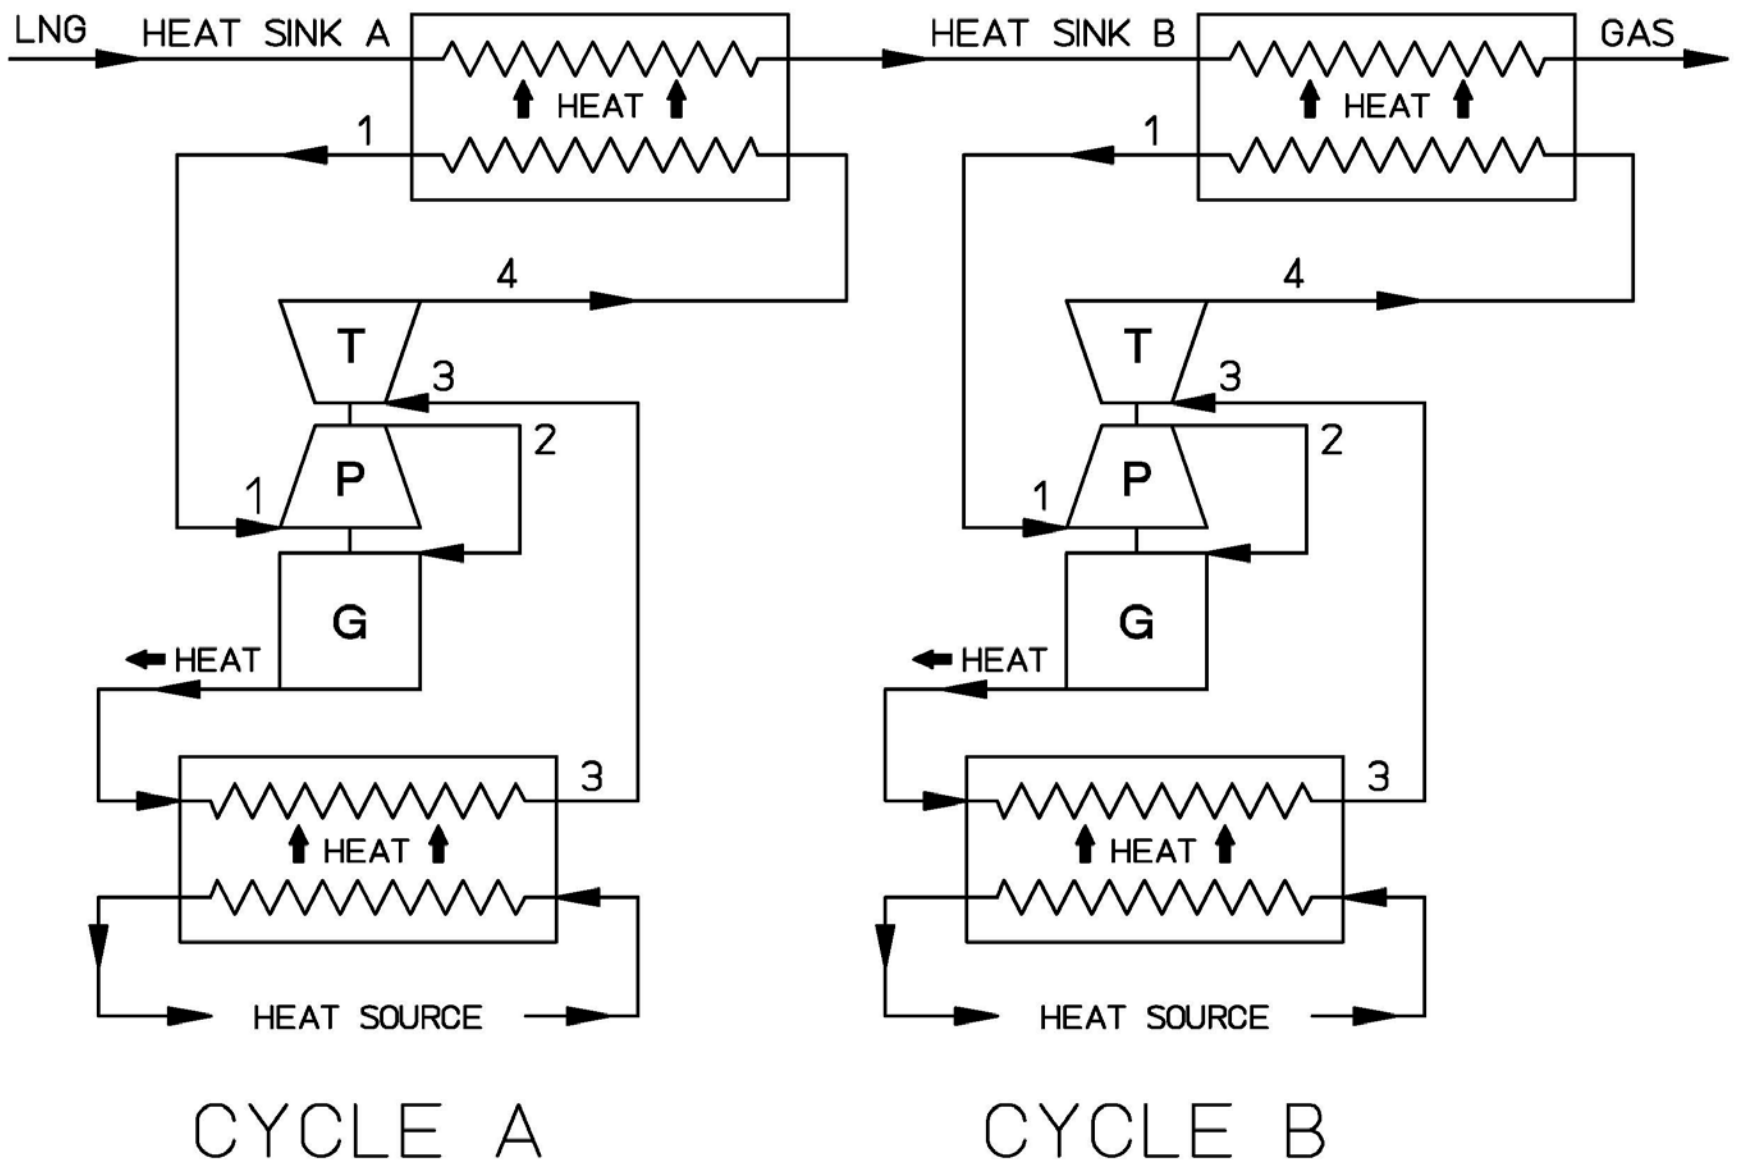 LNG HEAT SINK A HEAT SINK B GAS
HEAT HEAT
1 1
4 4
T T
3 3
2 2
P P
1 1
G G
HEAT HEAT
3 3
HEAT HEAT
HEAT SOURCE HEAT SOURCE
CYCLE A CYCLE B